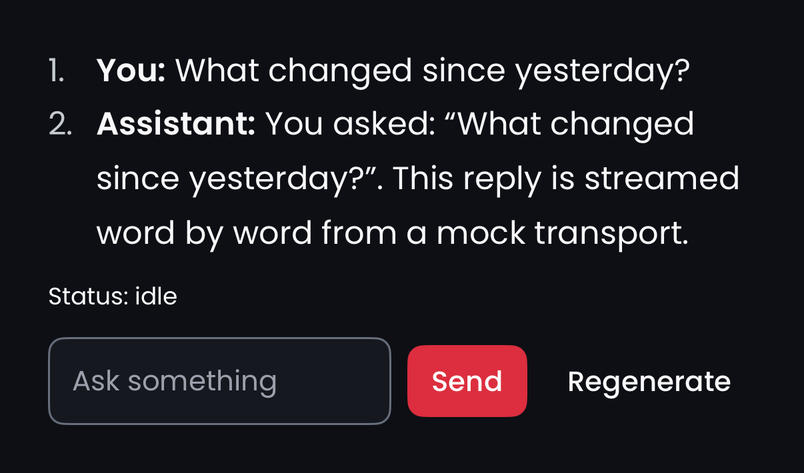 1. You: What changed since yesterday?
2. Assistant: You asked: “What changed
since yesterday?”. This reply is streamed
word by word from a mock transport.
Status: idle
Ask something Send Regenerate